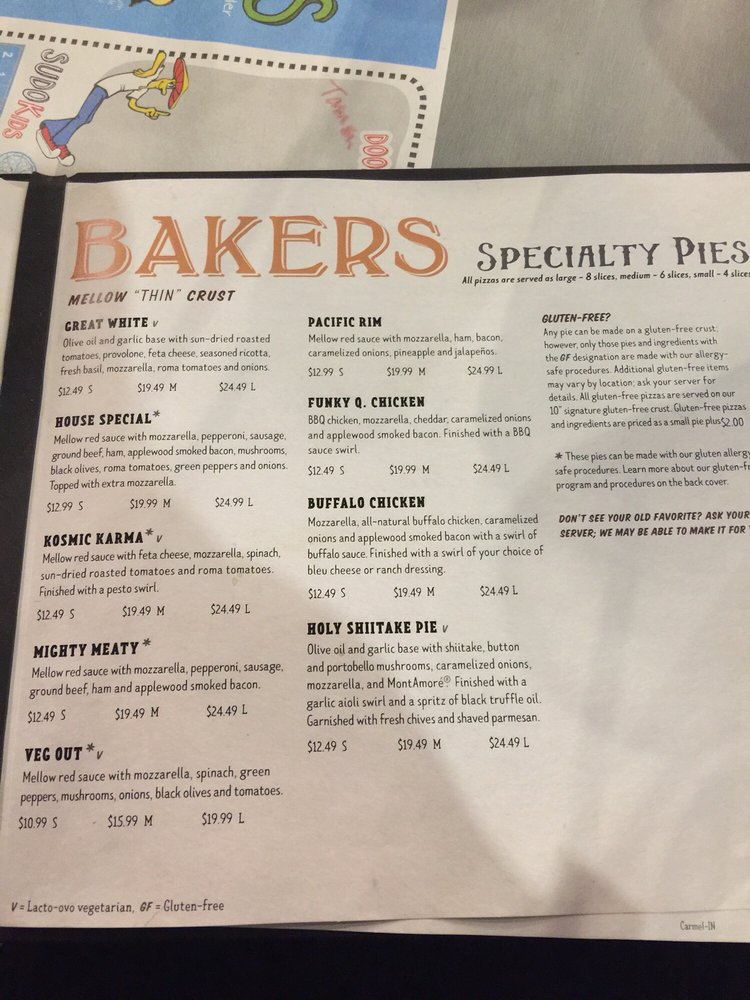 der
S
SUDOKIDS
DOO
BAKERS
SPECIALTY PIES
All pizzas are served as large - 8 slices, medium - 6 slices, small - 4 slices
MELLOW "THIN" CRUST
GREAT WHITE V
Olive oil and garlic base with sun-dried roasted
tomatoes, provolone, feta cheese, seasoned ricotta,
fresh basil, mozzarella, roma tomatoes and onions.
$12.49 S $19.49 M $24.49 L
HOUSE SPECIAL*
Mellow red sauce with mozzarella, pepperoni, sausage,
ground beef, ham, applewood smoked bacon, mushrooms,
black olives, roma tomatoes, green peppers and onions.
Topped with extra mozzarella.
$12.99 S $19.99 M $24.99 L
KOSMIC KARMA* V
Mellow red sauce with feta cheese, mozzarella, spinach,
sun-dried roasted tomatoes and roma tomatoes.
Finished with a pesto swirl.
$12.49 S $19.49 M $24.49 L
MIGHTY MEATY*
Mellow red sauce with mozzarella, pepperoni, sausage,
ground beef, ham and applewood smoked bacon.
$12.49 S $19.49 M $24.49 L
VEG OUT* V
Mellow red sauce with mozzarella, spinach, green
peppers, mushrooms, onions, black olives and tomatoes.
$10.99 S $15.99 M $19.99 L
PACIFIC RIM
Mellow red sauce with mozzarella, ham, bacon,
caramelized onions, pineapple and jalapeños.
$12.99 S $19.99 M $24.99 L
FUNKY Q. CHICKEN
BBQ chicken, mozzarella, cheddar, caramelized onions
and applewood smoked bacon. Finished with a BBQ
sauce swirl.
$12.49 S $19.99 M $24.49 L
BUFFALO CHICKEN
Mozzarella, all-natural buffalo chicken, caramelized
onions and applewood smoked bacon with a swirl of
buffalo sauce. Finished with a swirl of your choice of
bleu cheese or ranch dressing.
$12.49 S $19.49 M $24.49 L
HOLY SHIITAKE PIE V
Olive oil and garlic base with shiitake, button
and portobello mushrooms, caramelized onions,
mozzarella, and MontAmoré® Finished with a
garlic aioli swirl and a spritz of black truffle oil.
Garnished with fresh chives and shaved parmesan.
$12.49 S $19.49 M $24.49 L
GLUTEN-FREE?
Any pie can be made on a gluten-free crust,
however, only those pies and ingredients with
the GF designation are made with our allergy-
safe procedures. Additional gluten-free items
may vary by location; ask your server for
details. All gluten-free pizzas are served on our
10" signature gluten-free crust. Gluten-free pizzas
and ingredients are priced as a small pie plus $2.00
* These pies can be made with our gluten allergy
safe procedures. Learn more about our gluten-fr
program and procedures on the back cover.
DON'T SEE YOUR OLD FAVORITE? ASK YOUR
SERVER; WE MAY BE ABLE TO MAKE IT FOR
V = Lacto-ovo vegetarian, GF = Gluten-free
Carmel-IN